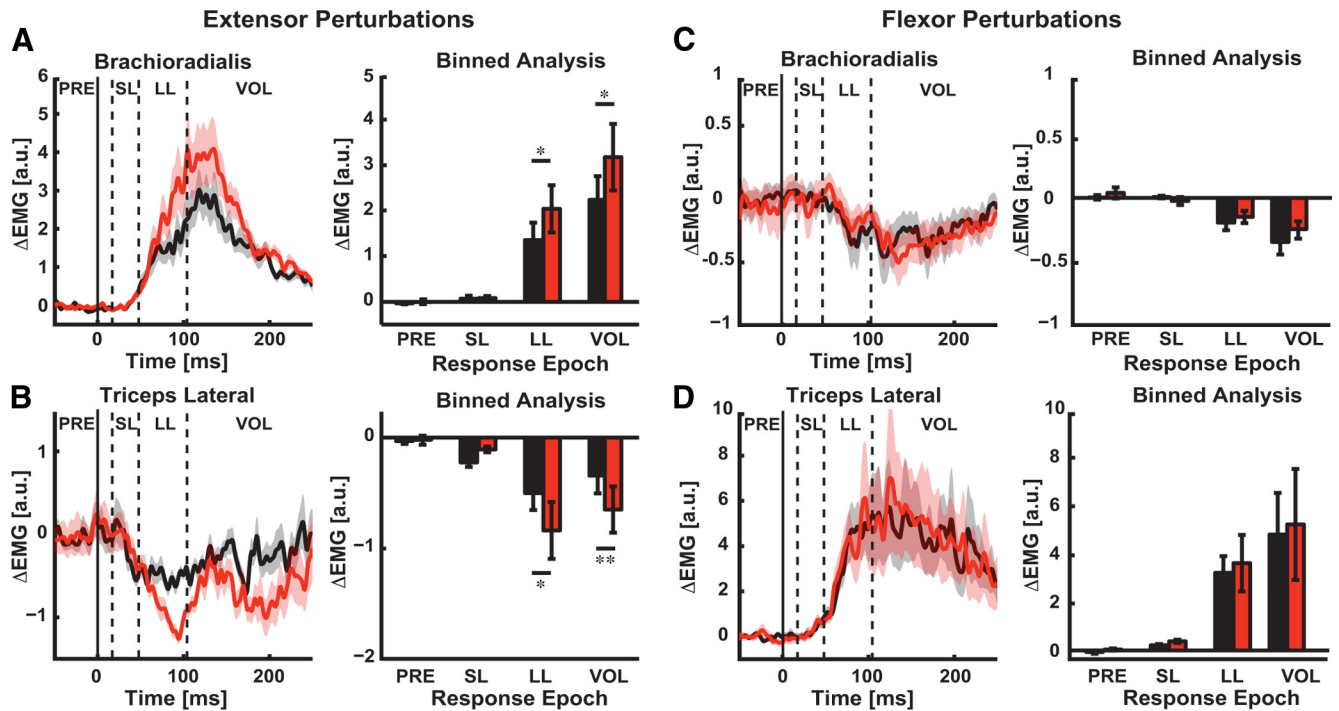 Extensor Perturbations
Flexor Perturbations
A
Brachioradialis
PRE SL LL VOL
6
5
4
3
2
1
0
ΔEMG [a.u.]
0 100 200
Time [ms]
Binned Analysis
5
4
3
2
1
0
ΔEMG [a.u.]
*
*
PRE SL LL VOL
Response Epoch
C
Brachioradialis
PRE SL LL VOL
1
0.5
0
−0.5
−1
ΔEMG [a.u.]
0 100 200
Time [ms]
Binned Analysis
1
0.5
0
−0.5
−1
ΔEMG [a.u.]
PRE SL LL VOL
Response Epoch
B
Triceps Lateral
PRE SL LL VOL
1
0
−1
ΔEMG [a.u.]
0 100 200
Time [ms]
Binned Analysis
0
−1
−2
ΔEMG [a.u.]
*
**
PRE SL LL VOL
Response Epoch
D
Triceps Lateral
PRE SL LL VOL
10
8
6
4
2
0
ΔEMG [a.u.]
0 100 200
Time [ms]
Binned Analysis
10
8
6
4
2
0
ΔEMG [a.u.]
PRE SL LL VOL
Response Epoch